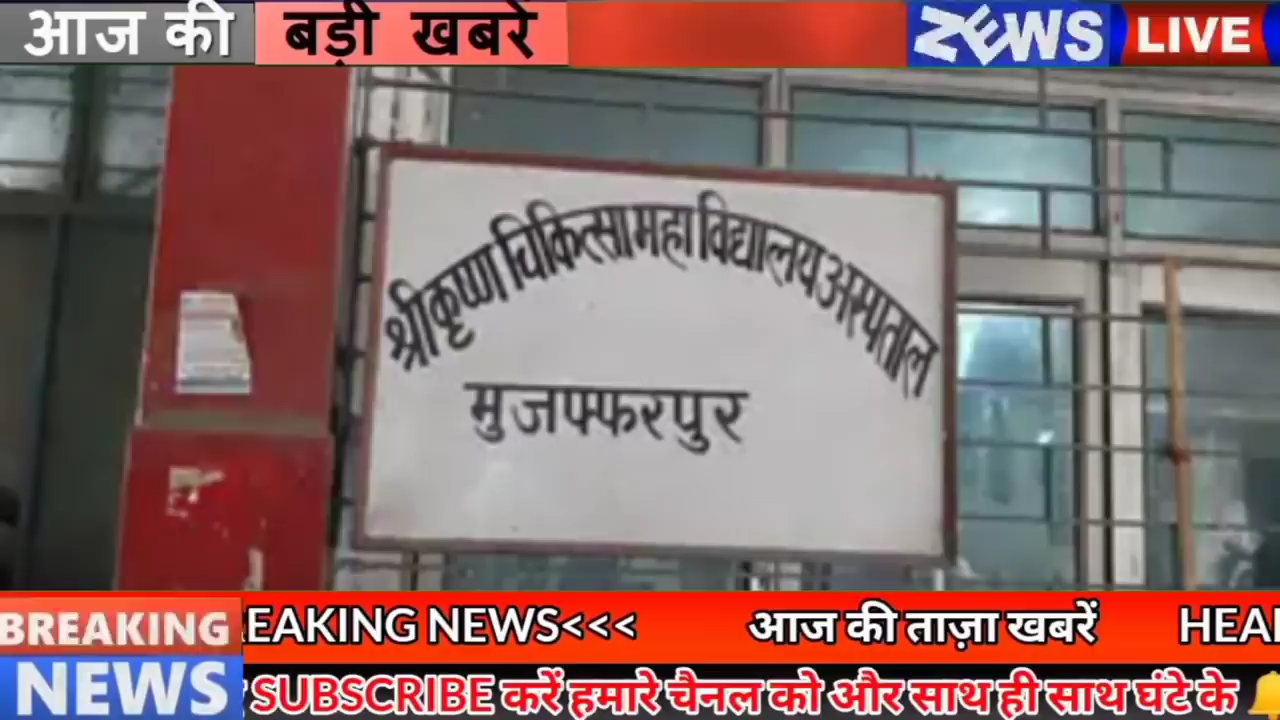 आज की बड़ी खबरें
NEWS LIVE
श्रीकृष्ण चिकित्सा महा विद्यालय अस्पताल
मुजफ्फरपुर
BREAKING NEWS
EAKING NEWS<<< आज की ताज़ा खबरें HEA
SUBSCRIBE करें हमारे चैनल को और साथ ही साथ घंटे के